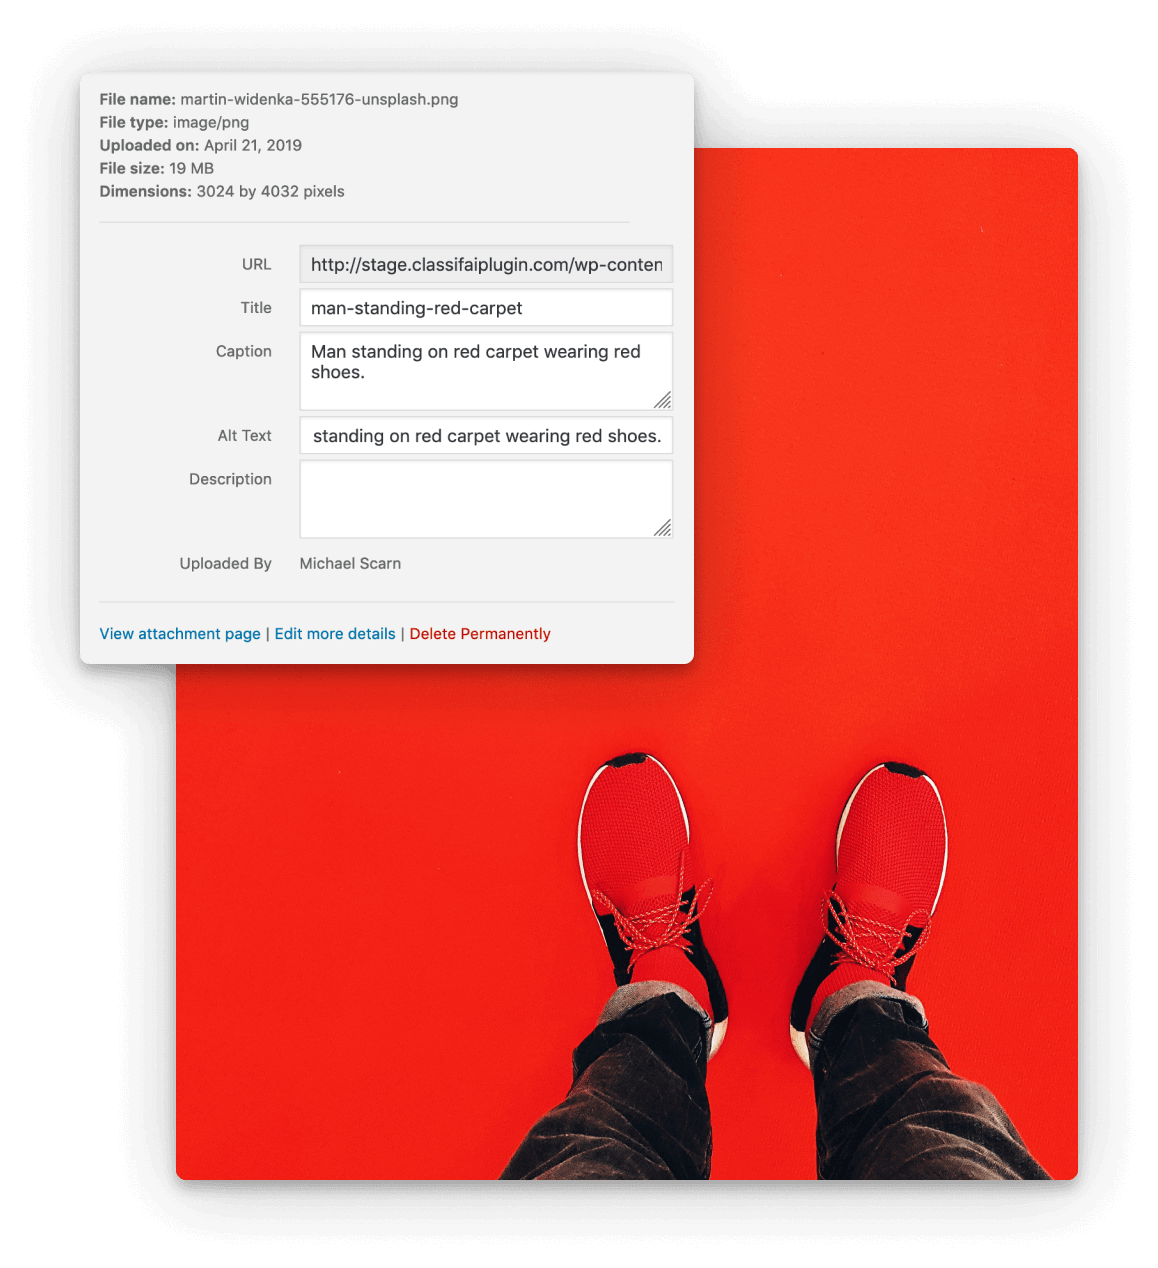 File name: martin-widenka-555176-unsplash.png
File type: image/png
Uploaded on: April 21, 2019
File size: 19 MB
Dimensions: 3024 by 4032 pixels
URL http://stage.classifaiplugin.com/wp-conten
Title man-standing-red-carpet
Caption Man standing on red carpet wearing red
shoes.
Alt Text standing on red carpet wearing red shoes.
Description
Uploaded By Michael Scarn
View attachment page | Edit more details | Delete Permanently